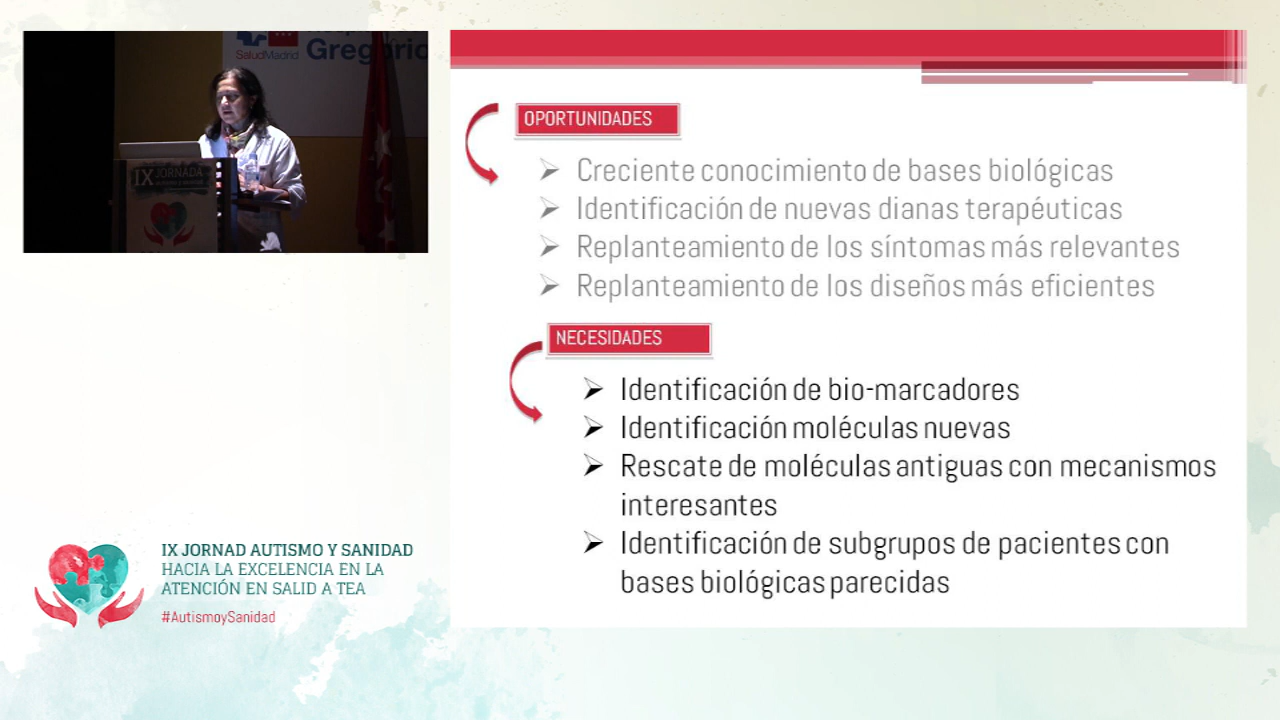 SaludMadrid
Gregorio
IX JORNADA
OPORTUNIDADES
Creciente conocimiento de bases biológicas
Identificación de nuevas dianas terapéuticas
Replanteamiento de los síntomas más relevantes
Replanteamiento de los diseños más eficientes
NECESIDADES
Identificación de bio-marcadores
Identificación moléculas nuevas
Rescate de moléculas antiguas con mecanismos
interesantes
Identificación de subgrupos de pacientes con
bases biológicas parecidas
IX JORNAD AUTISMO Y SANIDAD
HACIA LA EXCELENCIA EN LA
ATENCIÓN EN SALID A TEA
#AutismoySanidad